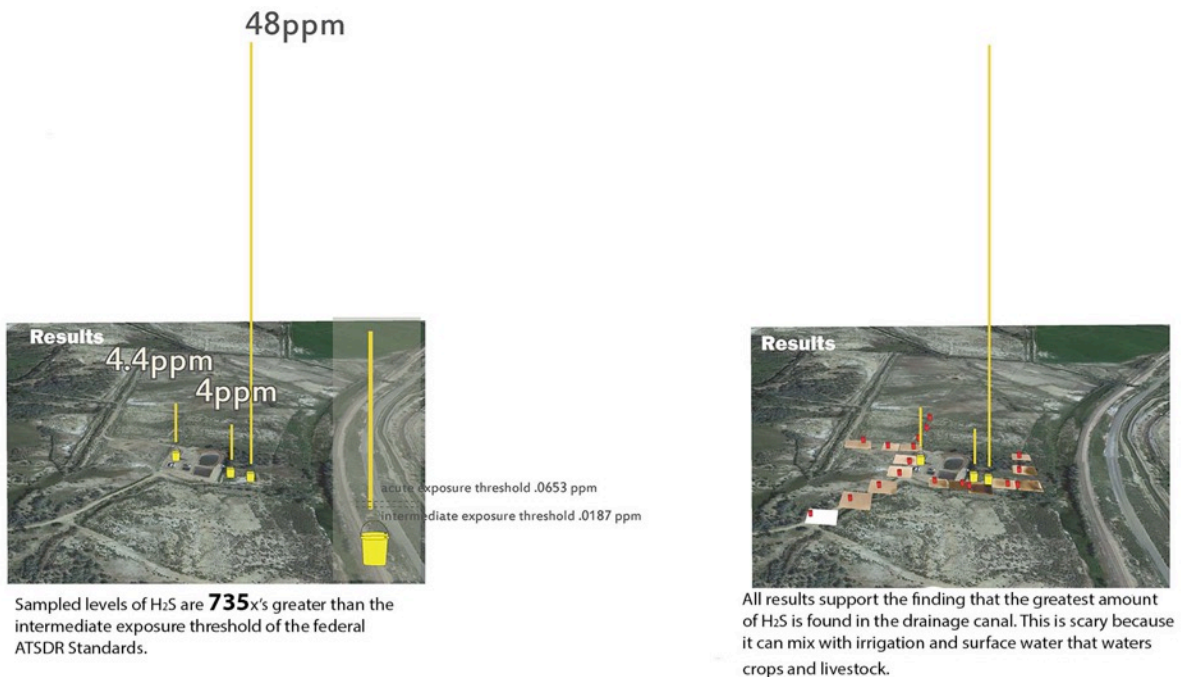 48ppm
Results
4.4ppm
4ppm
acute exposure threshold .0653 ppm
intermediate exposure threshold .0187 ppm
Sampled levels of H₂S are 735x's greater than the
intermediate exposure threshold of the federal
ATSDR Standards.
Results
All results support the finding that the greatest amount
of H₂S is found in the drainage canal. This is scary because
it can mix with irrigation and surface water that waters
crops and livestock.